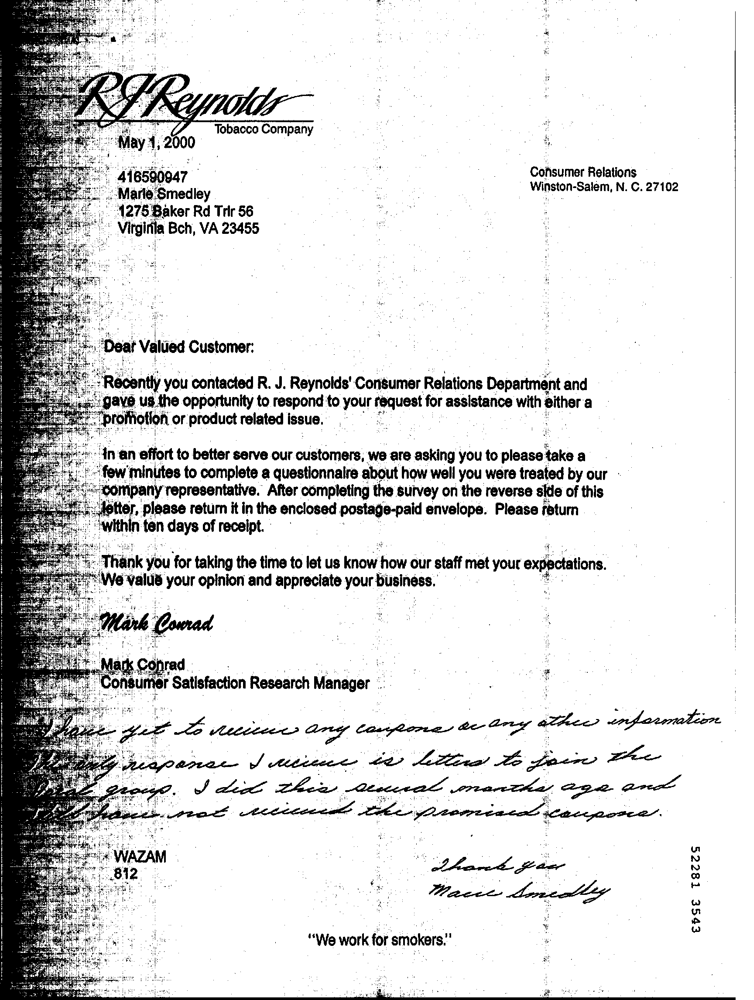 RJReynolds
Tobacco Company
May 1, 2000
416590947
Marie Smedley
1275 Baker Rd Trlr 56
Virginia Bch, VA 23455
Consumer Relations
Winston-Salem, N. C. 27102
Dear Valued Customer:
Recently you contacted R. J. Reynolds' Consumer Relations Department and
gave us the opportunity to respond to your request for assistance with either a
promotion or product related issue.
In an effort to better serve our customers, we are asking you to please take a
few minutes to complete a questionnaire about how well you were treated by our
company representative. After completing the survey on the reverse side of this
letter, please return it in the enclosed postage-paid envelope. Please return
within ten days of receipt.
Thank you for taking the time to let us know how our staff met your expectations.
We value your opinion and appreciate your business.
Mark Conrad
Mark Conrad
Consumer Satisfaction Research Manager
I have yet to recieve any coupons or any other information
The only response I recieve is letters to join the
group. I did this several months ago and
still have not recieved the promised coupons.
WAZAM
812
Thank you
Marie Smedley
"We work for smokers."
52281 3543